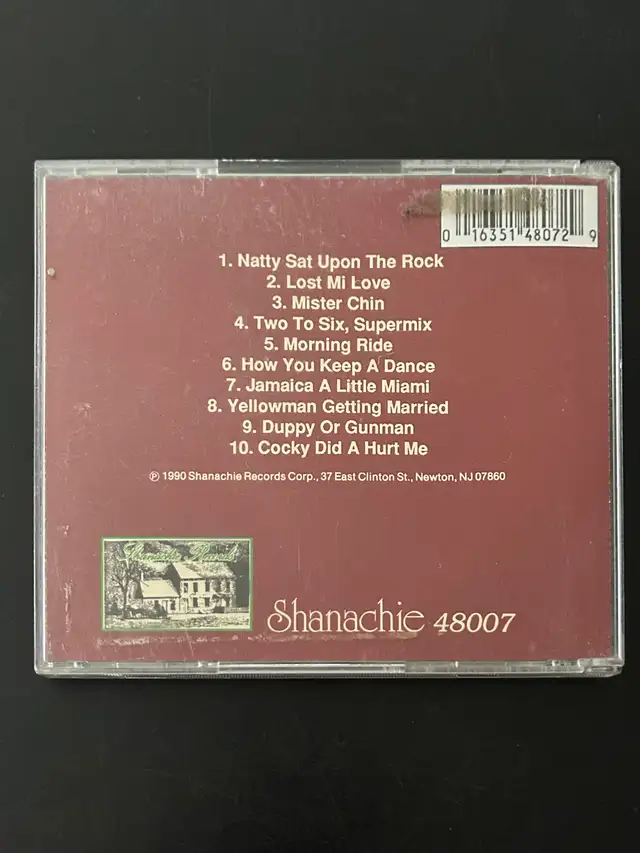 0 16351 48072 9
1. Natty Sat Upon The Rock
2. Lost Mi Love
3. Mister Chin
4. Two To Six, Supermix
5. Morning Ride
6. How You Keep A Dance
7. Jamaica A Little Miami
8. Yellowman Getting Married
9. Duppy Or Gunman
10. Cocky Did A Hurt Me
℗ 1990 Shanachie Records Corp., 37 East Clinton St., Newton, NJ 07860
Shanachie Records
Shanachie 48007